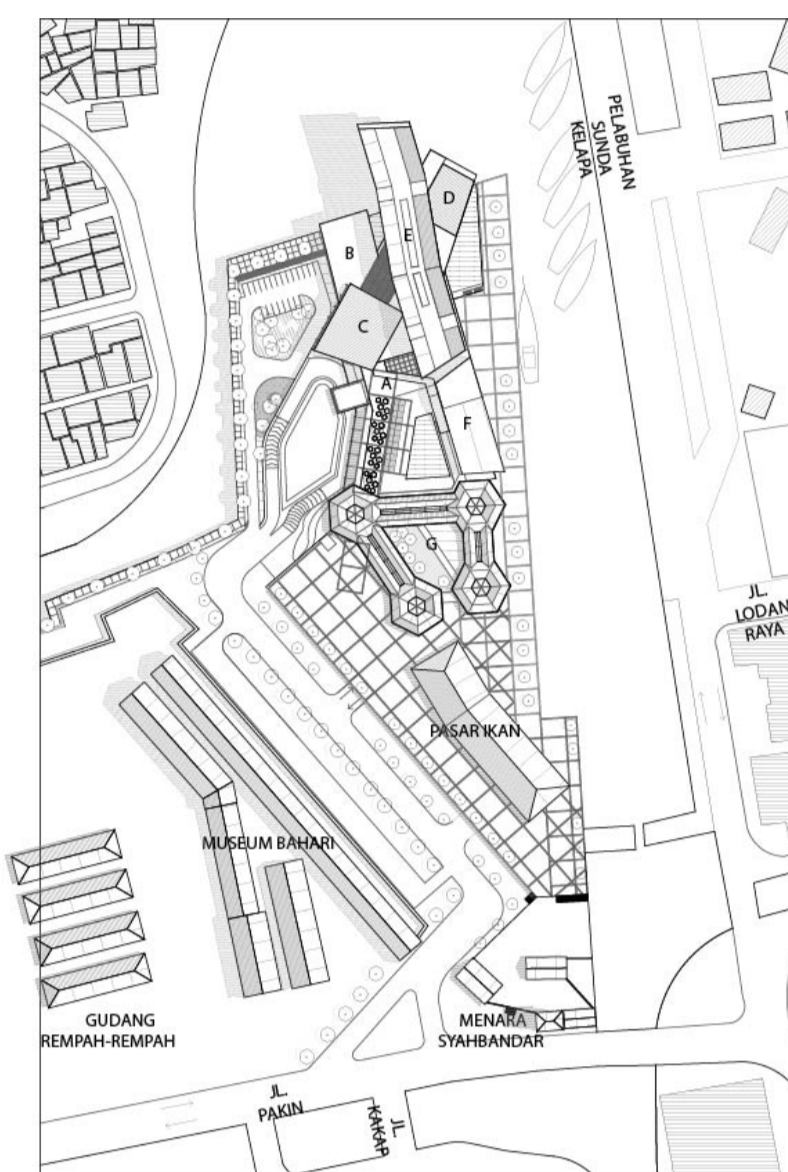 PELABUHAN
SUNDA
KELAPA
D
E
B
C
A
F
G
JL.
LODAN
RAYA
PASAR IKAN
MUSEUM BAHARI
GUDANG
REMPAH-REMPAH
MENARA
SYAHBANDAR
JL.
PAKIN
JL.
KAKAP